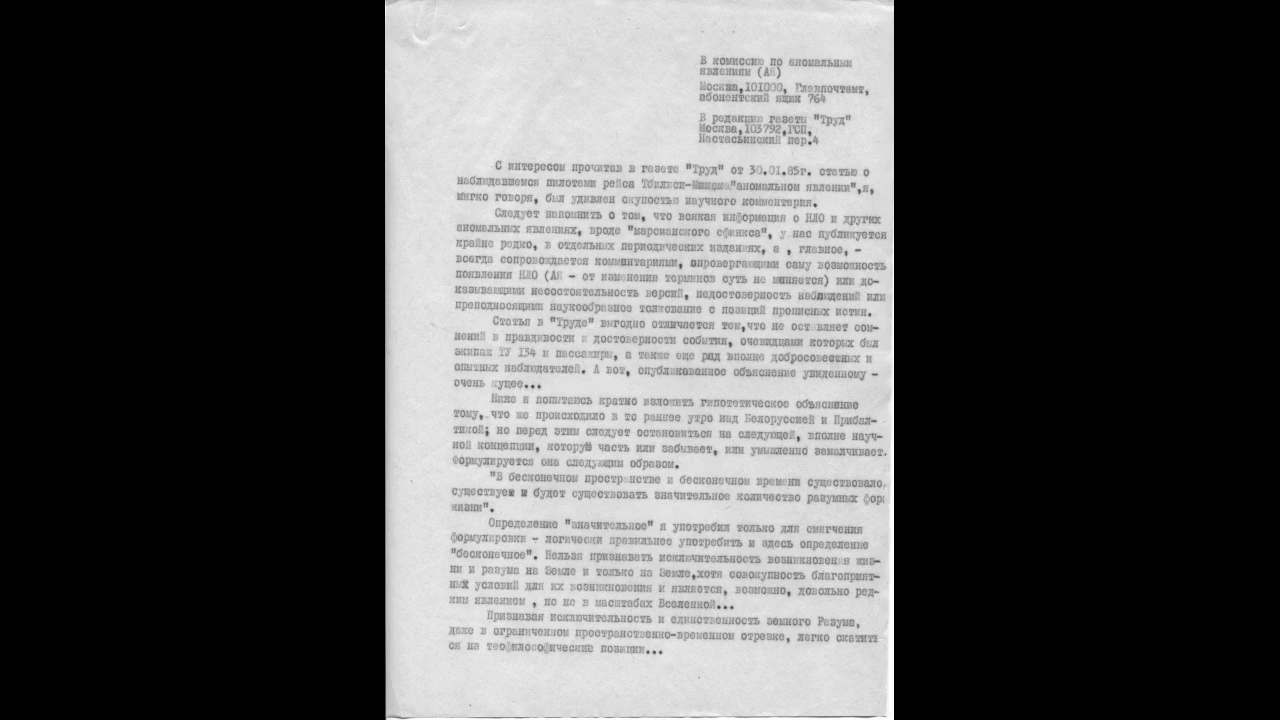 В комиссию по аномальным
явлениям (АЯ)
Москва,101000, Главпочтамт,
абонентский ящик 764
В редакцию газеты "Труд"
Москва,103792,ГСП,
Настасьинский пер.4
С интересом прочитав в газете "Труд" от 30.01.85г. статью о
наблюдавшемся пилотами рейса Тбилиси- "аномальном явлении",я,
мягко говоря, был удивлен скупостью научного комментария.
Следует напомнить о том, что всякая информация о НЛО и других
аномальных явлениях, вроде "марсианского сфинкса", у нас публикуется
крайне редко, в отдельных периодических изданиях, а , главное, -
всегда сопровождается комментариями, опровергающими саму возможность
появления НЛО (АЯ - от изменения терминов суть не меняется) или до-
казывающими несостоятельность версий, недостоверность наблюдений или
преподносящими наукообразное толкование с позиций прописных истин.
Статья в "Труде" выгодно отличается тем,что не оставляет сом-
нений в правдивости и достоверности события, очевидцами которых был
экипаж ТУ 134 и пассажиры, а также еще ряд вполне добросовестных и
опытных наблюдателей. А вот, опубликованное объяснение увиденному -
очень куцее...
Ниже я попытаюсь кратко изложить гипотетическое объяснение
тому, что же происходило в то раннее утро над Белоруссией и Прибал-
тикой; но перед этим следует остановиться на следующей, вполне науч-
ной концепции, которую часть или забывает, или умышленно замалчивает.
Формулируется она следующим образом.
"В бесконечном пространстве и бесконечном времени существовало,
существует и будет существовать значительное количество разумных фор
жизни".
Определение "значительное" я употребил только для смягчения
формулировки - логически правильнее употребить и здесь определение
"бесконечное". Нельзя признавать исключительность возникновения жиз-
ни и разума на Земле и только на Земле,хотя совокупность благоприят-
ных условий для их возникновения и является, возможно, довольно ред-
ким явлением , но не в масштабах Вселенной...
Признавая исключительность и единственность земного Разума,
даже в ограниченном пространственно-временном отрезке, легко скатить
ся на теофилософические позиции...